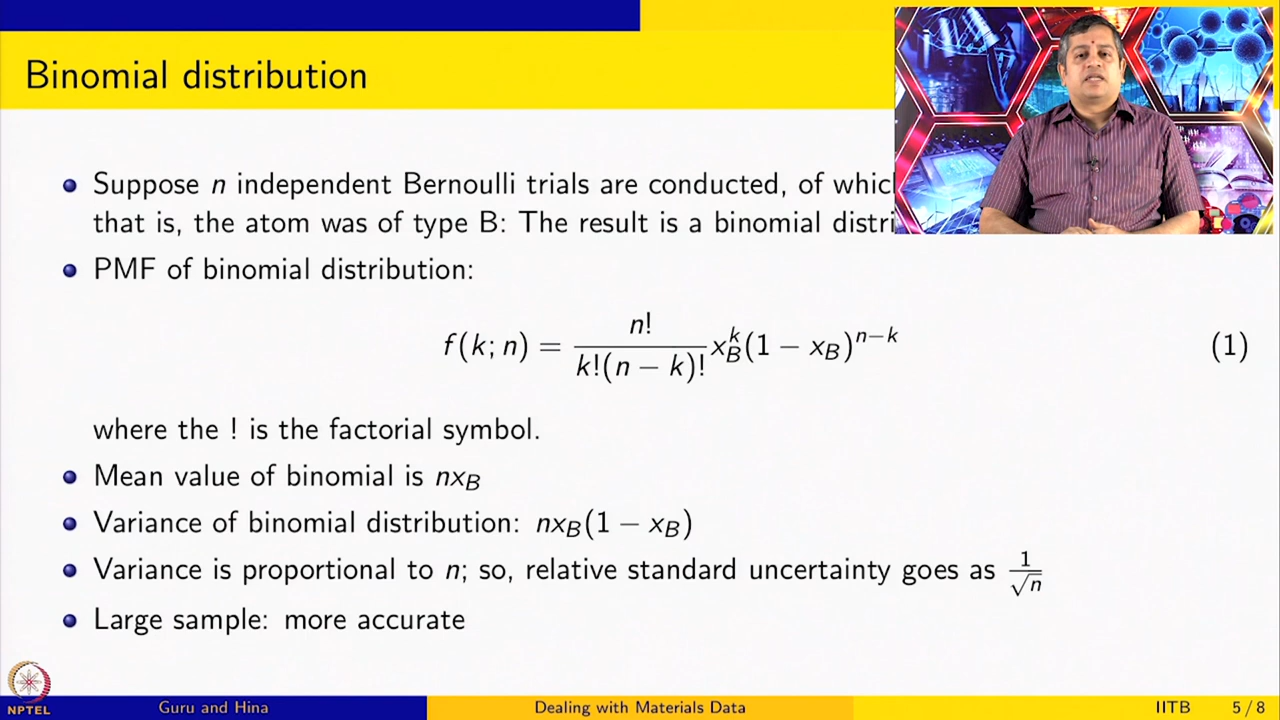 Binomial distribution
Suppose n independent Bernoulli trials are conducted, of which
that is, the atom was of type B: The result is a binomial
PMF of binomial distribution:
f(k; n) = n! / k!(n − k)! x_B^k (1 − x_B)^{n−k} (1)
where the ! is the factorial symbol.
Mean value of binomial is nx_B
Variance of binomial distribution: nx_B(1 − x_B)
Variance is proportional to n; so, relative standard uncertainty goes as 1/√n
Large sample: more accurate
NPTEL
Guru and Hina Dealing with Materials Data IITB 5 / 8